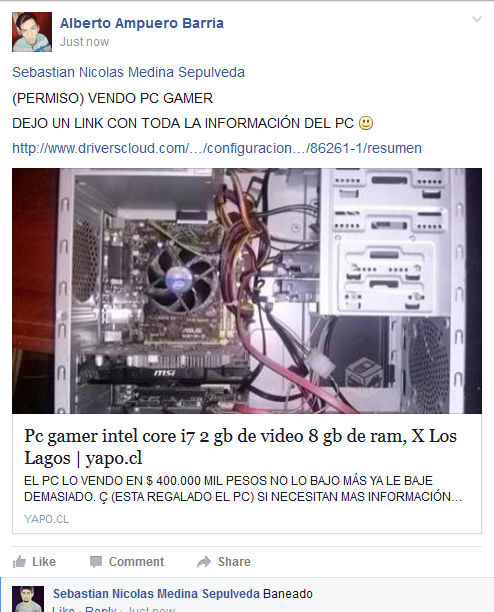 Alberto Ampuero Barria
Just now
Sebastian Nicolas Medina Sepulveda
(PERMISO) VENDO PC GAMER
DEJO UN LINK CON TODA LA INFORMACIÓN DEL PC
http://www.driverscloud.com/…/configuracion…/86261-1/resumen
ASUS
msi
Pc gamer intel core i7 2 gb de video 8 gb de ram, X Los
Lagos | yapo.cl
EL PC LO VENDO EN $ 400.000 MIL PESOS NO LO BAJO MÁS YA LE BAJE
DEMASIADO. Ç (ESTA REGALADO EL PC) SI NECESITAN MAS INFORMACIÓN…
YAPO.CL
Like Comment Share
Sebastian Nicolas Medina Sepulveda Baneado
Like · Reply · Just now